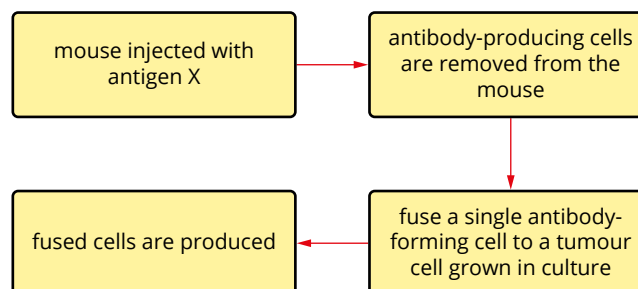 mouse injected with
antigen X
antibody-producing cells
are removed from the
mouse
fuse a single antibody-
forming cell to a tumour
cell grown in culture
fused cells are produced